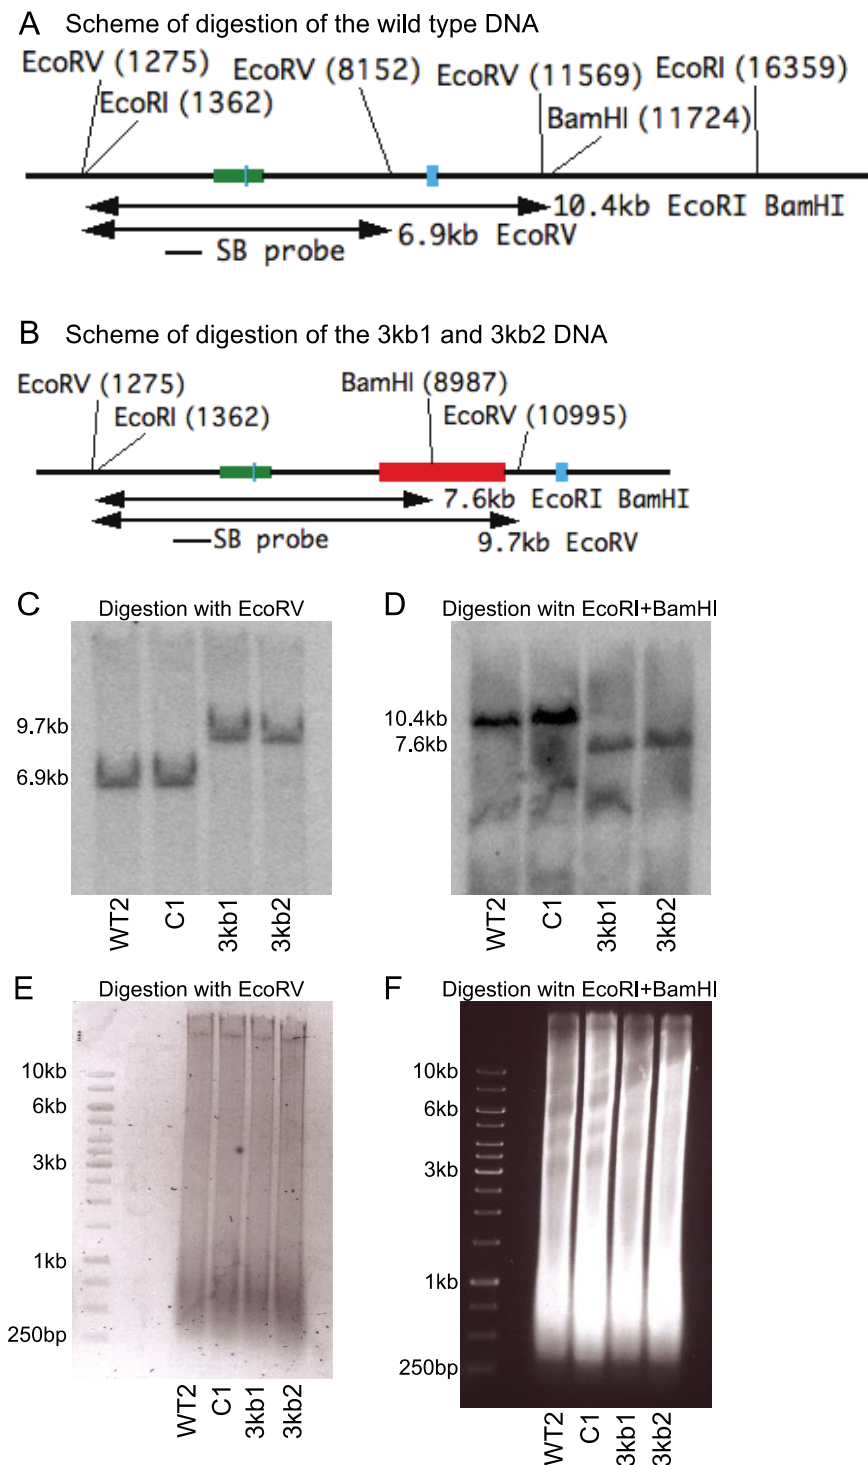 A Scheme of digestion of the wild type DNA
EcoRV (1275)
EcoRV (8152)
EcoRV (11569)
EcoRI (16359)
EcoRI (1362)
BamHI (11724)
10.4kb EcoRI BamHI
6.9kb EcoRV
SB probe
B Scheme of digestion of the 3kb1 and 3kb2 DNA
EcoRV (1275)
BamHI (8987)
EcoRI (1362)
EcoRV (10995)
7.6kb EcoRI BamHI
SB probe
9.7kb EcoRV
C Digestion with EcoRV
9.7kb
6.9kb
WT2
C1
3kb1
3kb2
D Digestion witn EcoRI+BamHI
10.4kb
7.6kb
WT2
C1
3kb1
3kb2
E Digestion with EcoRV
10kb
6kb
3kb
1kb
250bp
WT2
C1
3kb1
3kb2
F Digestion witn EcoRI+BamHI
10kb
6kb
3kb
1kb
250bp
WT2
C1
3kb1
3kb2